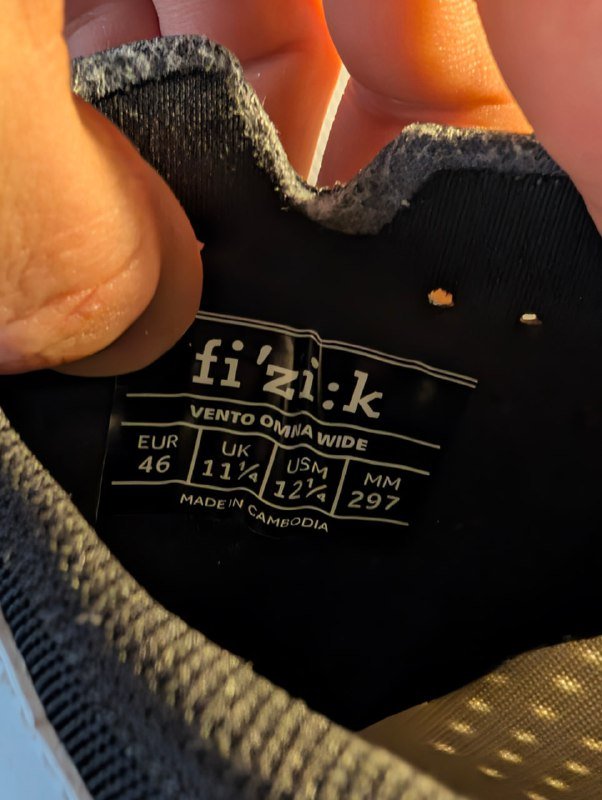 fi'zi:k
VENTO OMNA WIDE
EUR UK USM MM
46 11¼ 12¼ 297
MADE IN CAMBODIA